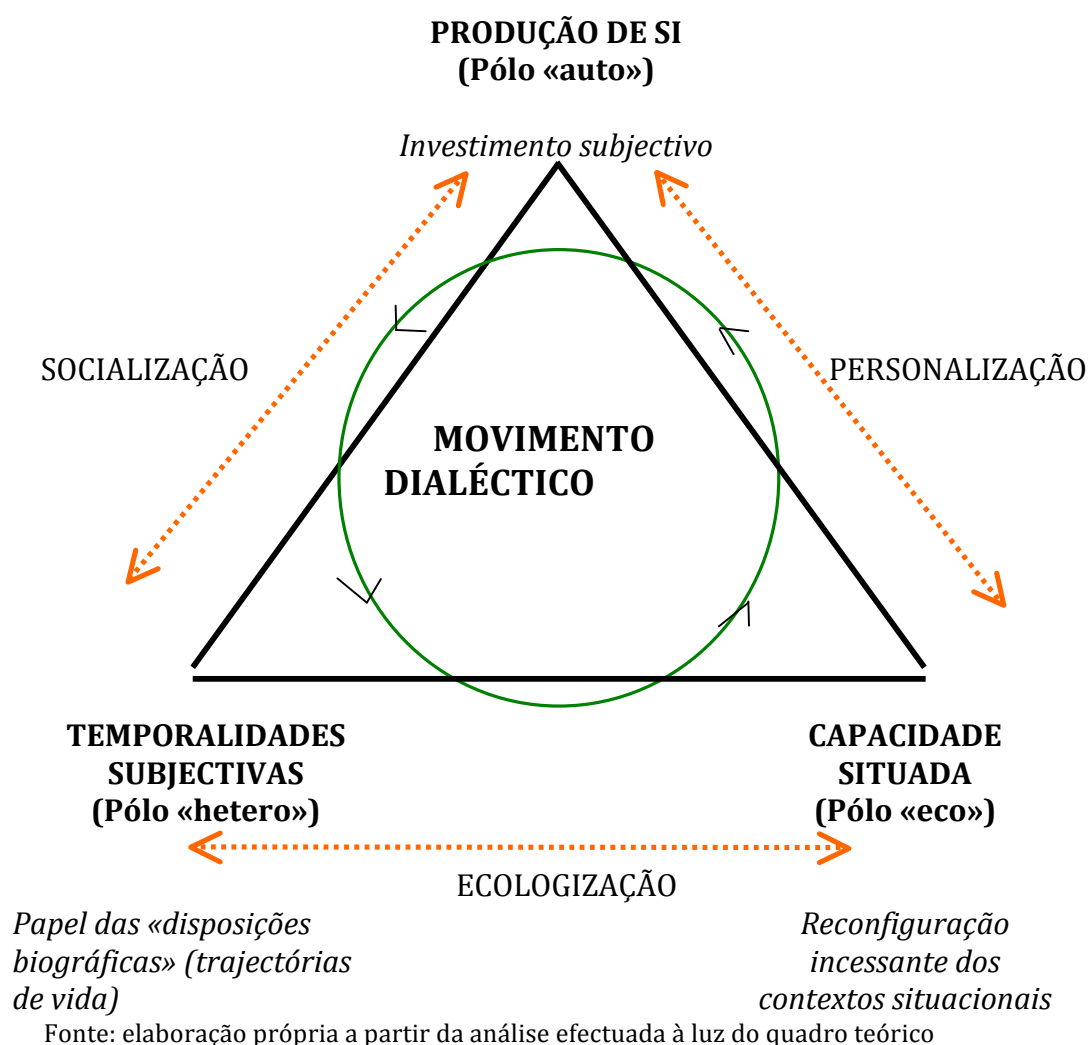 PRODUÇÃO DE SI
(Pólo «auto»)
Investimento subjectivo
SOCIALIZAÇÃO
PERSONALIZAÇÃO
MOVIMENTO
DIALÉCTICO
TEMPORALIDADES
SUBJECTIVAS
(Pólo «hetero»)
CAPACIDADE
SITUADA
(Pólo «eco»)
ECOLOGIZAÇÃO
Papel das «disposições
biográficas» (trajectórias
de vida)
Reconfiguração
incessante dos
contextos situacionais
Fonte: elaboração própria a partir da análise efectuada à luz do quadro teórico